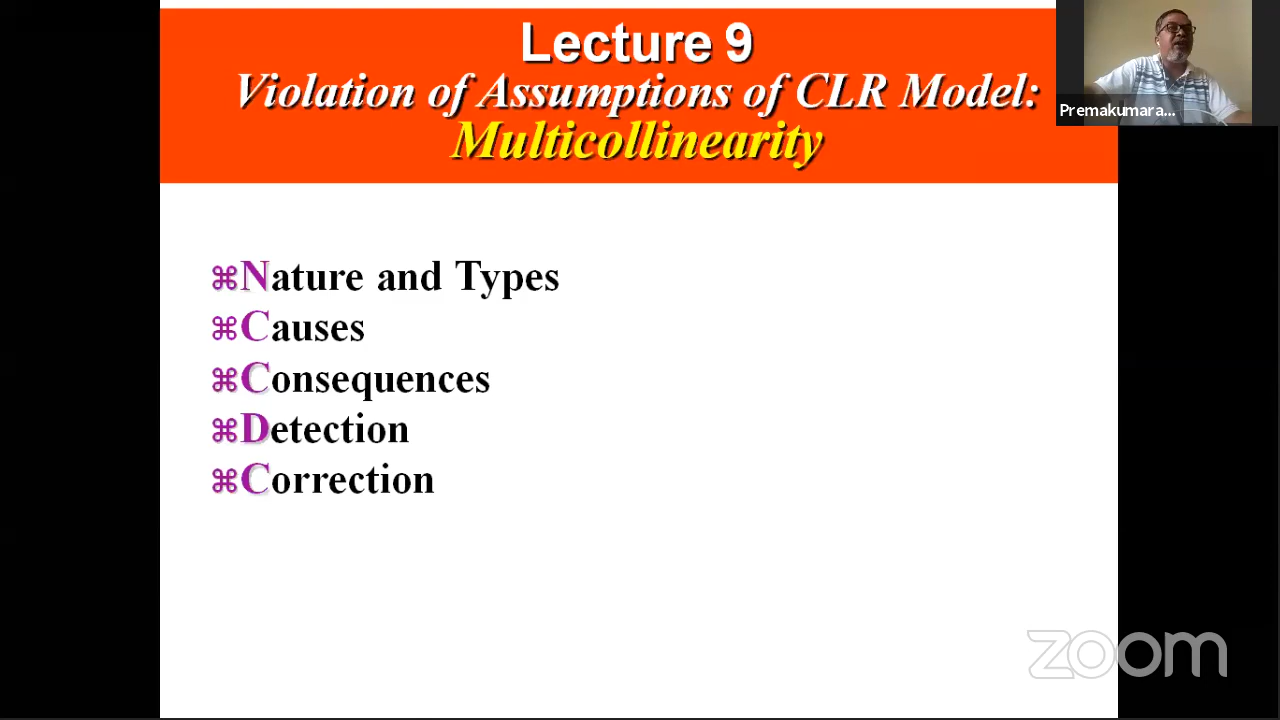 Lecture 9
Violation of Assumptions of CLR Model:
Multicollinearity
Premakumara...
⌘Nature and Types
⌘Causes
⌘Consequences
⌘Detection
⌘Correction
zoom